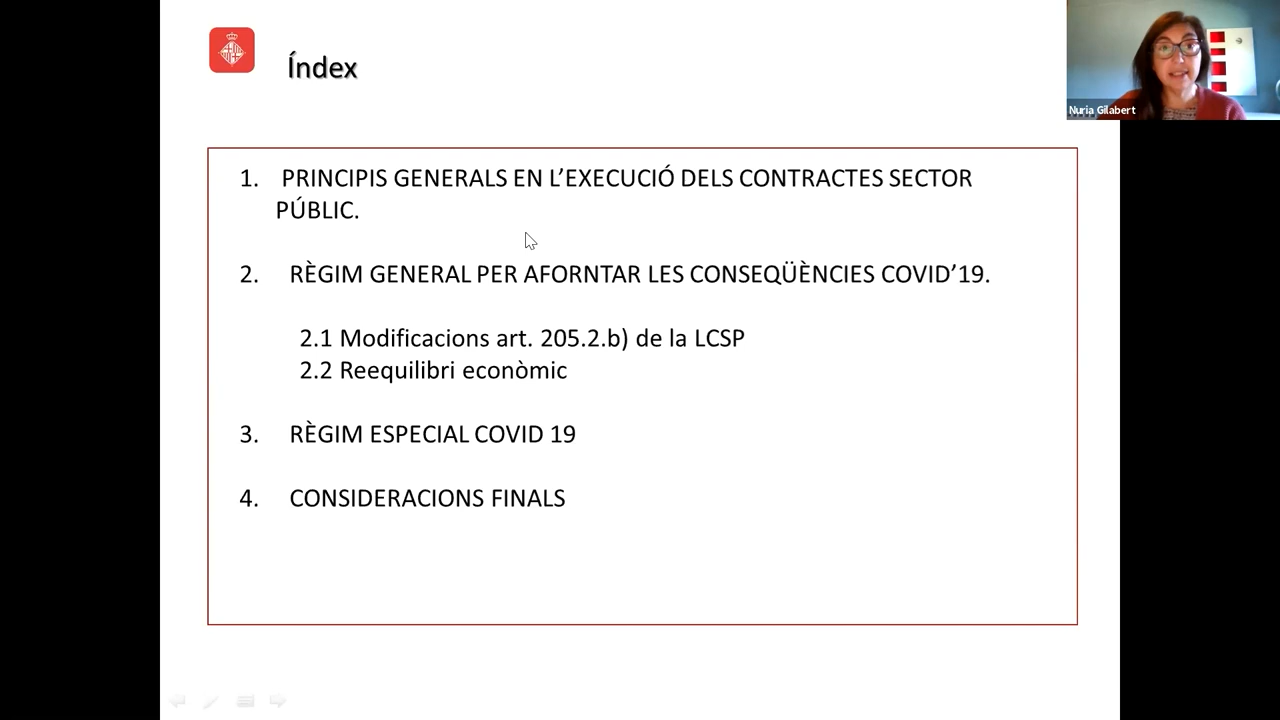 Índex
Nuria Gilabert
1. PRINCIPIS GENERALS EN L’EXECUCIÓ DELS CONTRACTES SECTOR
PÚBLIC.
2. RÈGIM GENERAL PER AFORNTAR LES CONSEQÜÈNCIES COVID’19.
2.1 Modificacions art. 205.2.b) de la LCSP
2.2 Reequilibri econòmic
3. RÈGIM ESPECIAL COVID 19
4. CONSIDERACIONS FINALS